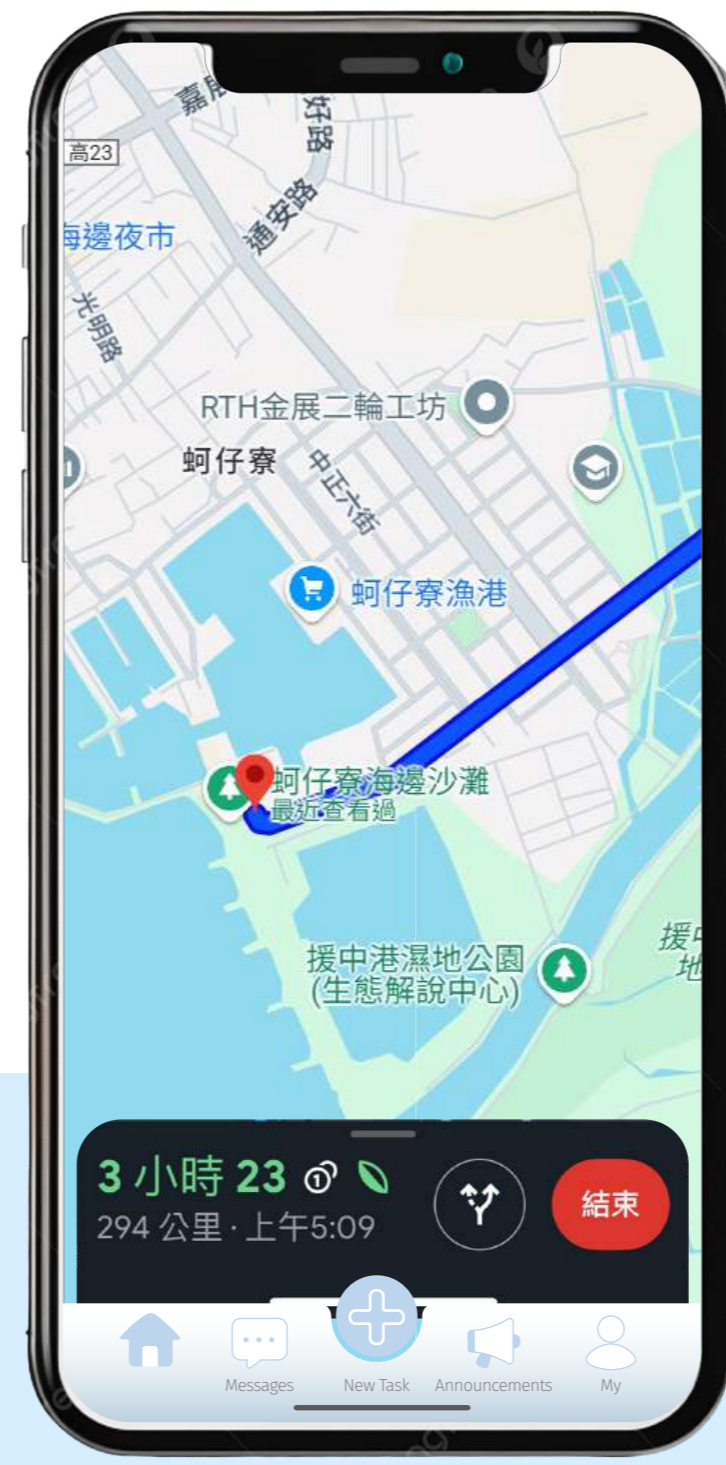 好路
高23
通安路
海邊夜市
光明路
RTH金展二輪工坊
蚵仔寮
中正六街
蚵仔寮漁港
蚵仔寮海邊沙灘
最近查看過
援中港濕地公園
(生態解說中心)
3 小時 23
294 公里 · 上午5:09
結束
Messages
New Task
Announcements
My